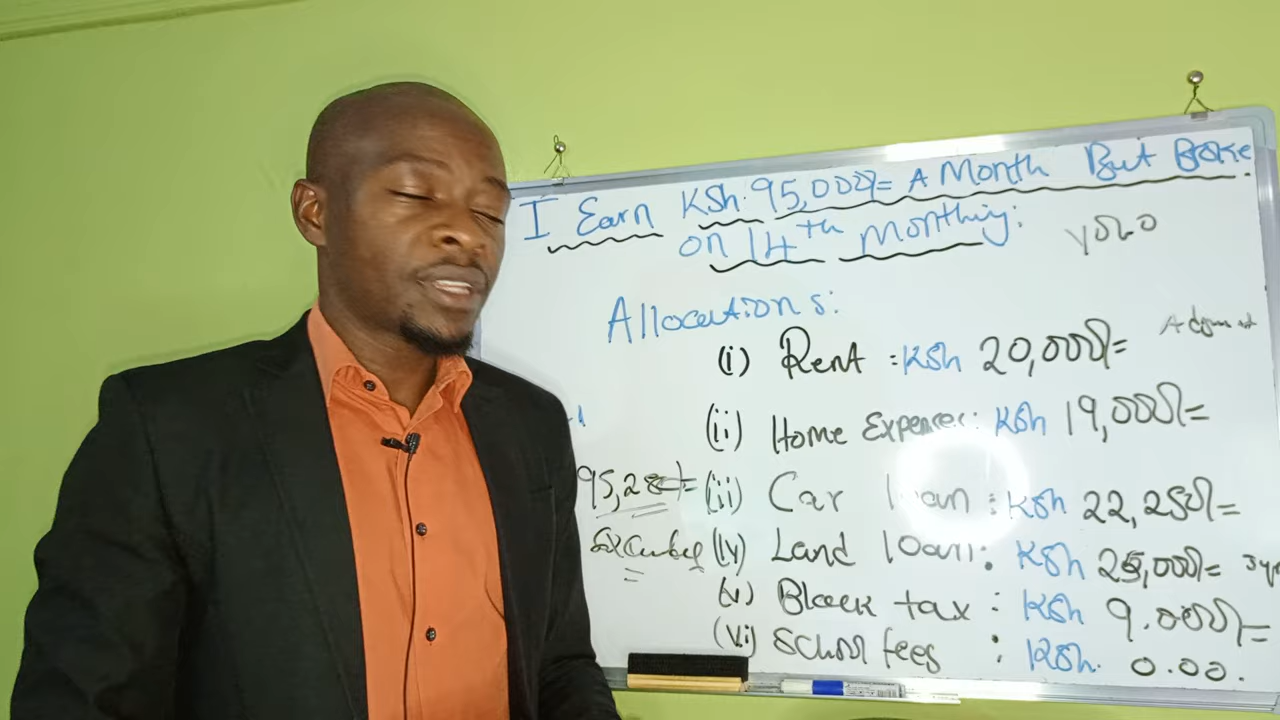 I Earn KSh. 95,000/= A Month But Broke
on 14th Monthly:
YOLO
Allocations:
(i) Rent : KSh 20,000/=
(ii) Home Expenses: KSh 19,000/=
95,250/= (iii) Car loan : KSh 22,250/=
(iv) Land loan: KSh 25,000/=
(v) Black tax : KSh 9.000/=
(vi) School fees : KSh. 0.00.